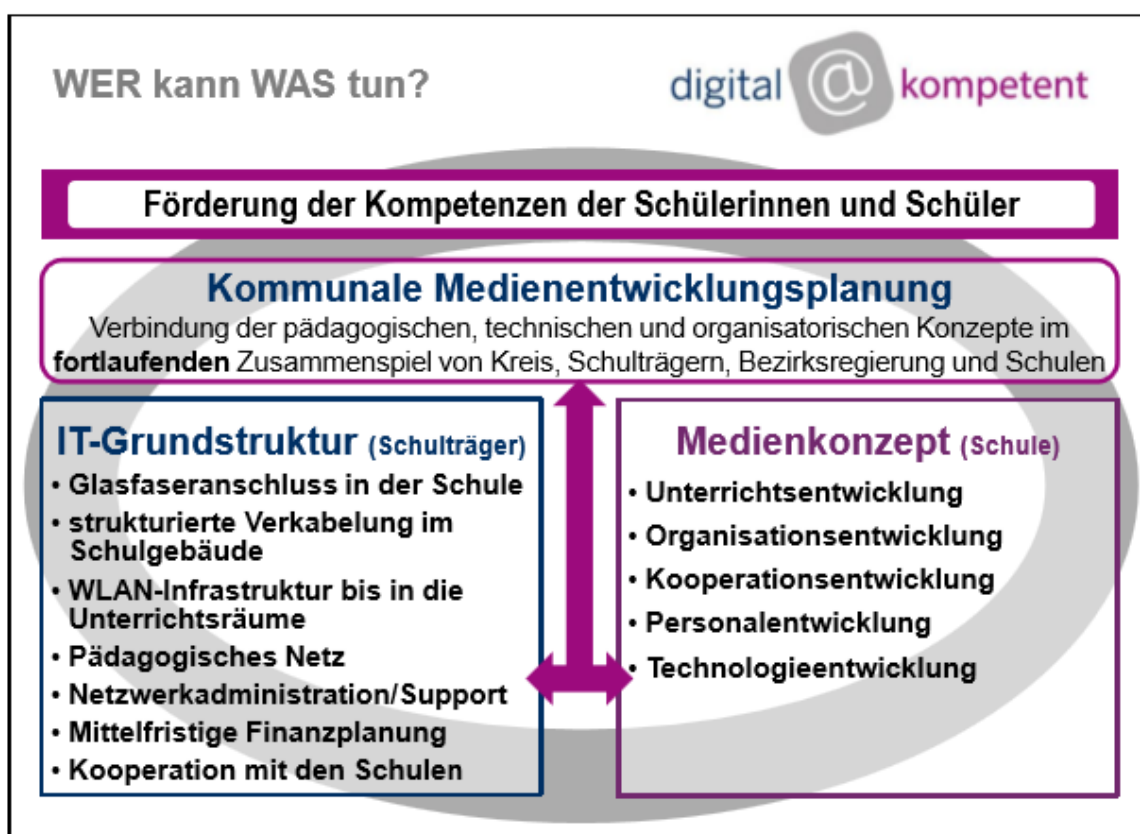 WER kann WAS tun?
digital @ kompetent
Förderung der Kompetenzen der Schülerinnen und Schüler
Kommunale Medienentwicklungsplanung
Verbindung der pädagogischen, technischen und organisatorischen Konzepte im
fortlaufenden Zusammenspiel von Kreis, Schulträgern, Bezirksregierung und Schulen
IT-Grundstruktur (Schulträger)
• Glasfaseranschluss in der Schule
• strukturierte Verkabelung im
Schulgebäude
• WLAN-Infrastruktur bis in die
Unterrichtsräume
• Pädagogisches Netz
• Netzwerkadministration/Support
• Mittelfristige Finanzplanung
• Kooperation mit den Schulen
Medienkonzept (Schule)
• Unterrichtsentwicklung
• Organisationsentwicklung
• Kooperationsentwicklung
• Personalentwicklung
• Technologieentwicklung